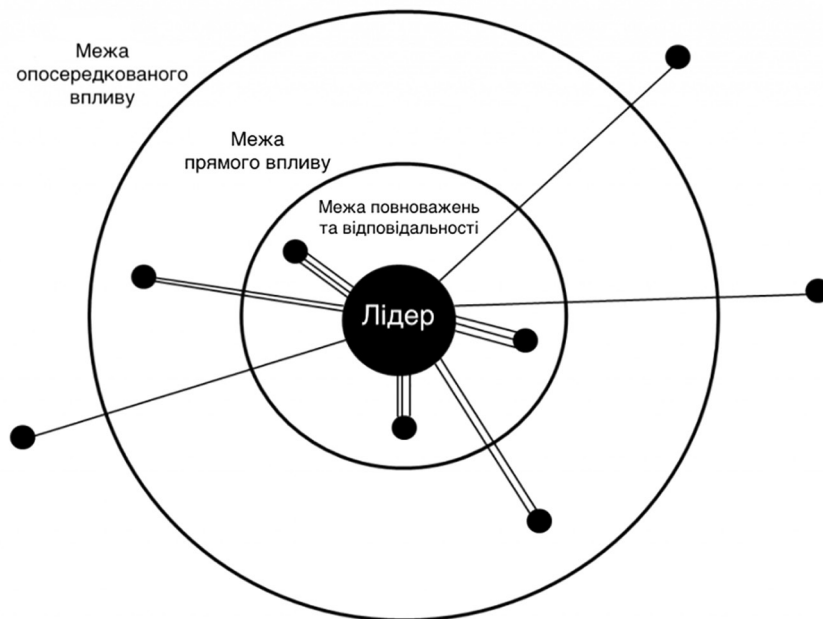 Межа
опосередкованого
впливу
Межа
прямого впливу
Межа повноважень
та відповідальності
Лідер